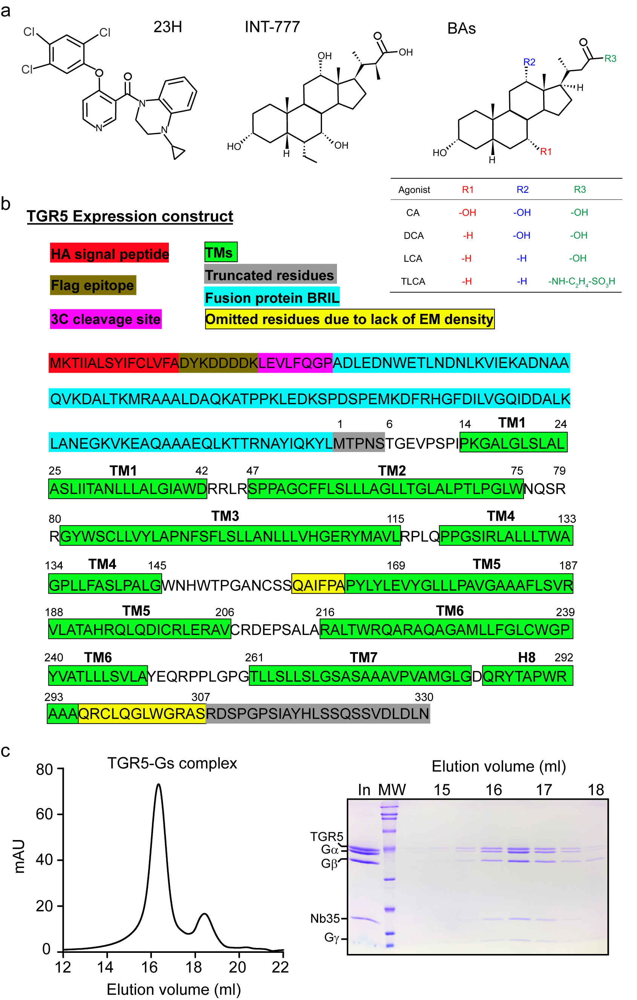 a
23H
INT-777
BAs
Cl
Cl
Cl
O
O
N
N
N
OH
O
OH
HO
H
OH
O
R3
R2
H
HO
H
R1
Agonist R1 R2 R3
CA -OH -OH -OH
DCA -H -OH -OH
LCA -H -H -OH
TLCA -H -H -NH-C2H4-SO3H
b
TGR5 Expression construct
HA signal peptide
TMs
Truncated residues
Flag epitope
Fusion protein BRIL
3C cleavage site
Omitted residues due to lack of EM density
MKTIIALSYIFCLVFADYKDDDDKLEVLFQGPADLEDNWETLNDNLKVIEKADNAA
QVKDALTKMRAAALDAQKATPPKLEDKSPDSPEMKDFRHGFDILVGQIDDALK
1 6 14 TM1 24
LANEGKVKEAQAAAEQLKTTRNAYIQKYLMTPNSTGEVPSPIPKGALGLSLAL
25 TM1 42 47 TM2 75 79
ASLIITANLLLALGIAWDRRLRSPPAGCFFLSLLLAGLLTGLALPTLPGLWNQSR
80 TM3 115 TM4 133
RGYWSCLLVYLAPNFSFLSLLANLLLVHGERYMAVLRPLQPPGSIRLALLLTWA
134 TM4 145 169 TM5 187
GPLLFASLPALGWNHWTPGANCSSQAIFPAPYLYLEVYGLLLPAVGAAAFLSVR
188 TM5 206 216 TM6 239
VLATAHRQLQDICRLERAVCRDEPSALARALTWRQARAQAGAMLLFGLCWGP
240 TM6 261 TM7 H8 292
YVATLLLSVLAYEQRPPLGPGTLLSLLSLGSASAAAVPVAMGLGDQRYTAPWR
293 307 330
AAAQRCLQGLWGRASRDSPGPSIAYHLSSQSSVDLDLN
c
TGR5-Gs complex
80
60
40
20
0
mAU
12 14 16 18 20 22
Elution volume (ml)
Elution volume (ml)
In MW 15 16 17 18
TGR5
Gα
Gβ
Nb35
Gγ